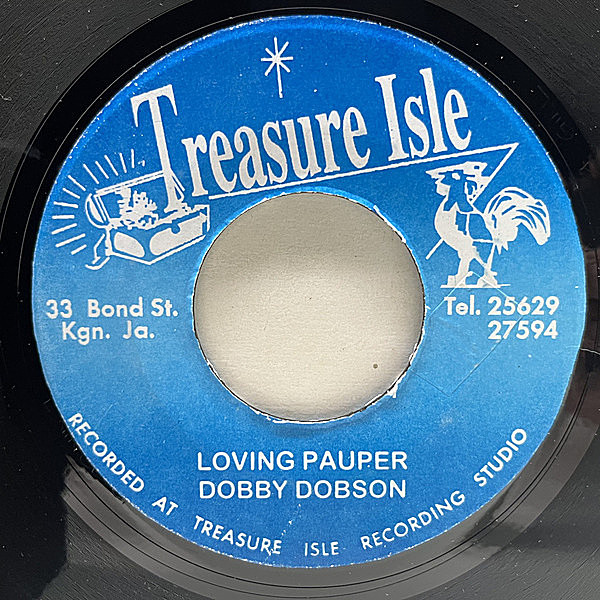 Treasure Isle
33 Bond St.
Kgn. Ja.
Tel. 25629
27594
LOVING PAUPER
DOBBY DOBSON
RECORDED AT TREASURE ISLE RECORDING STUDIO